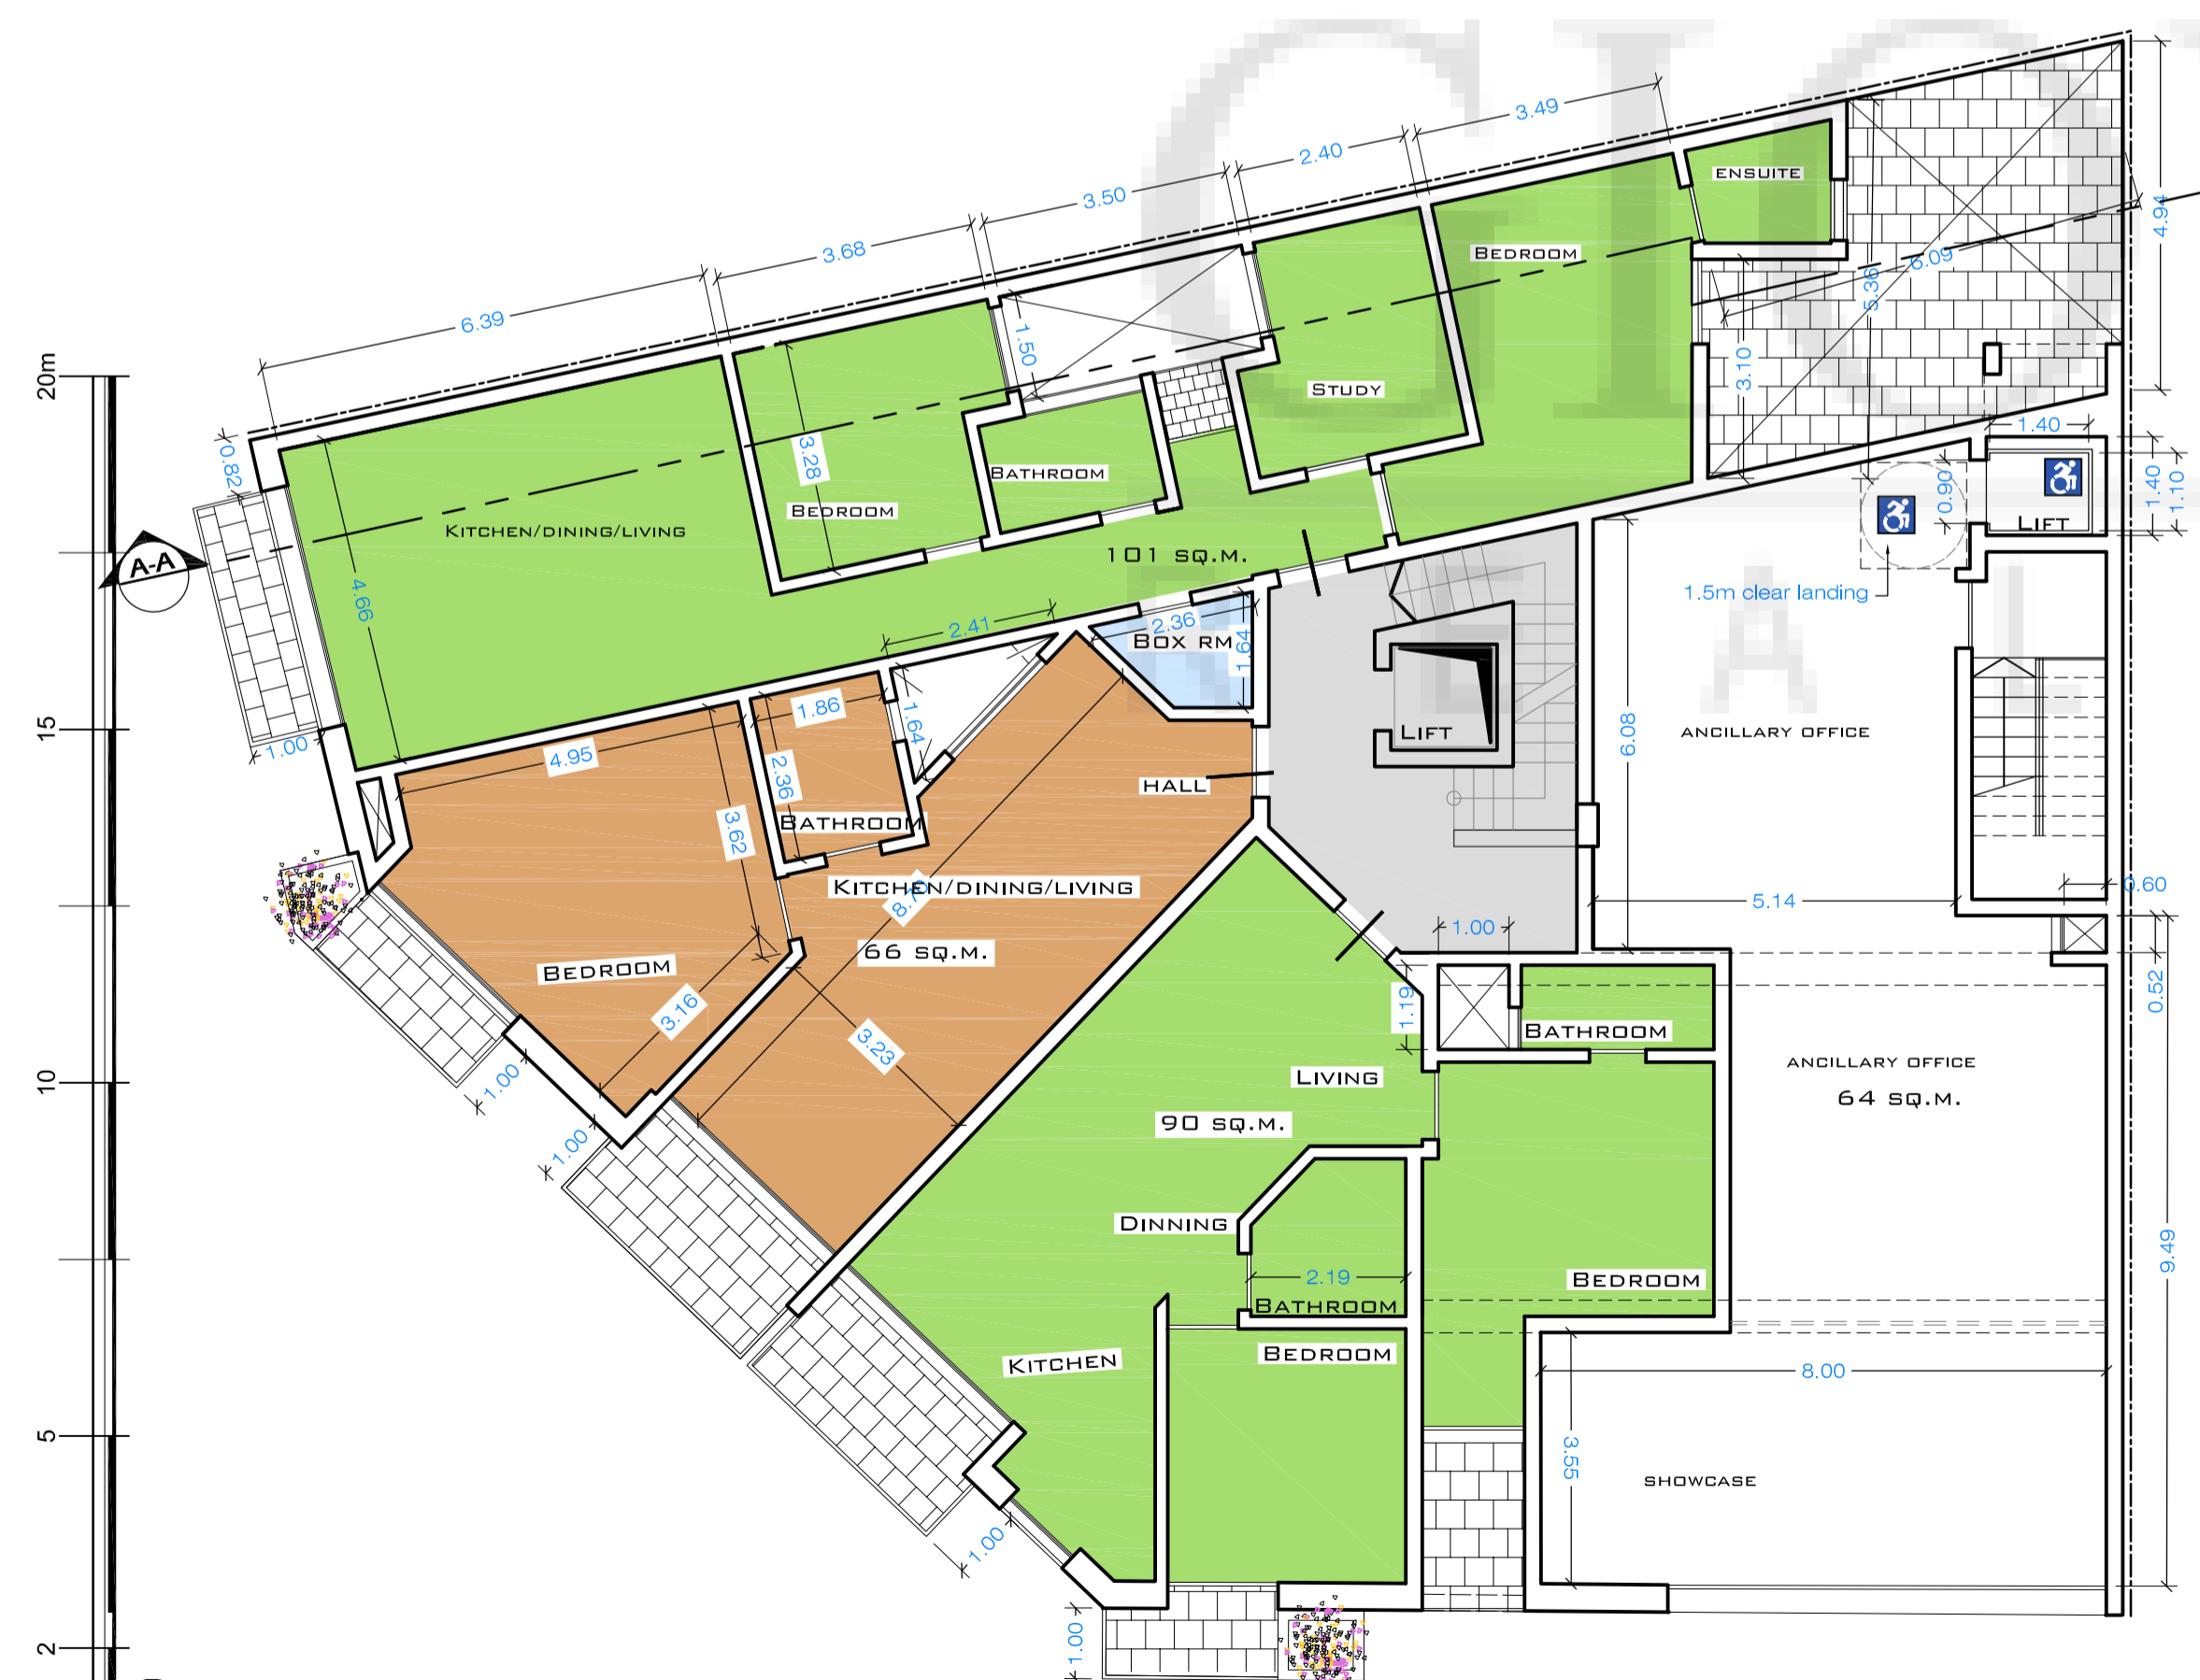 3.49
2.40
3.50
3.68
6.39
ENSUITE
BEDROOM
4.94
6.09
5.36
1.50
3.10
20m
STUDY
0.82
3.28
BATHROOM
BEDROOM
KITCHEN/DINING/LIVING
1.40
0.90
1.40
1.10
LIFT
A-A
101 SQ.M.
4.66
1.5m clear landing
2.41
2.36
BOX RM
1.64
15
1.00
1.86
1.64
4.95
2.36
3.62
HALL
LIFT
6.08
ANCILLARY OFFICE
BATHROOM
KITCHEN/DINING/LIVING
66 SQ.M.
0.60
5.14
1.00
BEDROOM
3.16
3.23
1.19
0.52
BATHROOM
10
1.00
LIVING
ANCILLARY OFFICE
64 SQ.M.
90 SQ.M.
1.00
DINNING
2.19
BATHROOM
BEDROOM
9.49
KITCHEN
BEDROOM
8.00
5
3.55
SHOWCASE
1.00
2
1.00